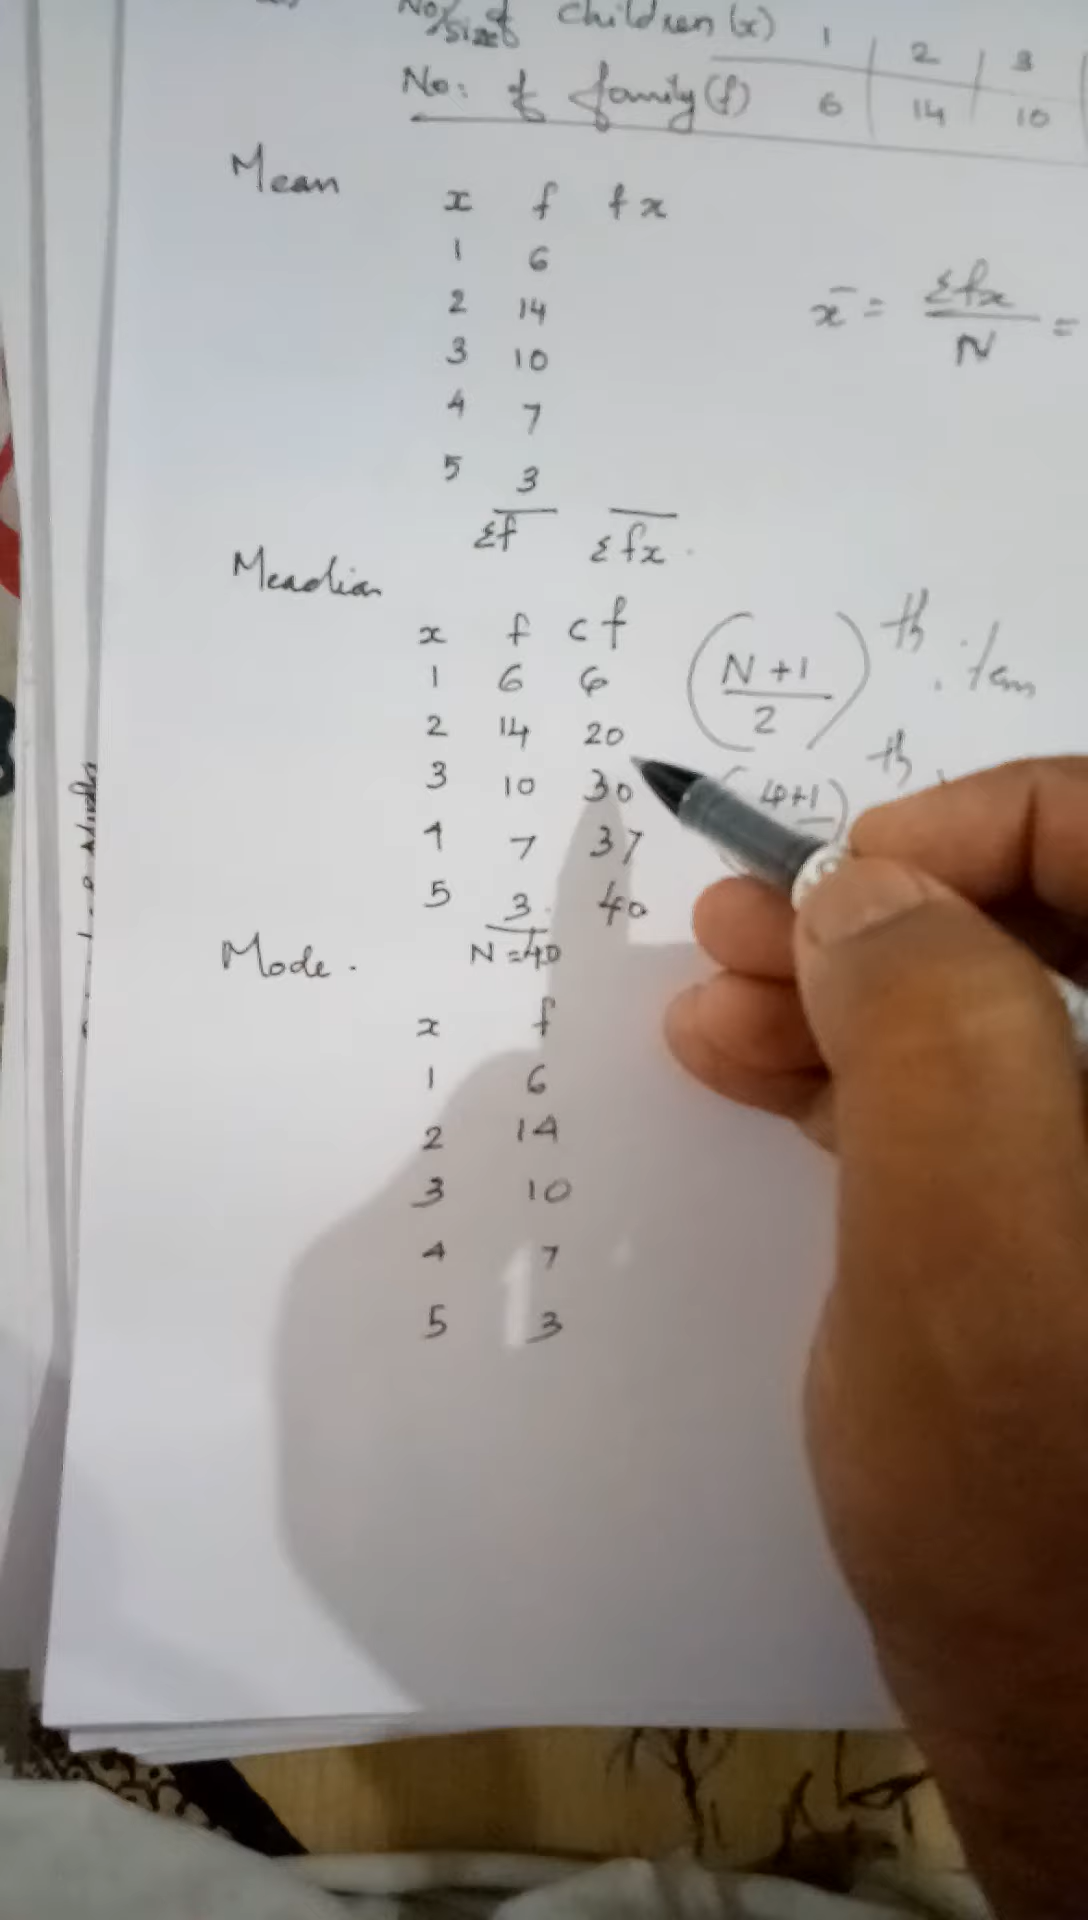 No/Size of children (x) 1 2 3
No: of family (f) 6 14 10
Mean
x f fx
1 6
2 14
3 10
4 7
5 3
Σf Σfx
x̄ = Σfx/N =
Meadian
x f cf
1 6 6
2 14 20
3 10 30
4 7 37
5 3 40
N = 40
(N+1/2)th item
th
Mode.
x f
1 6
2 14
3 10
4 7
5 3